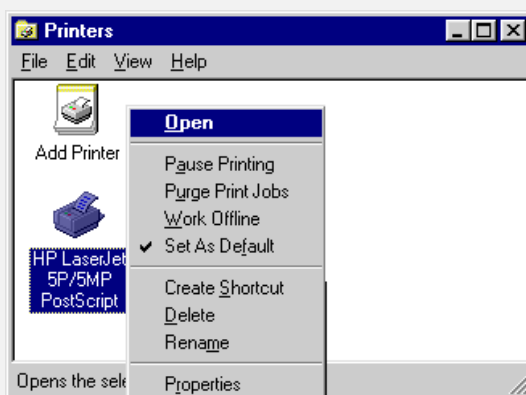 Printers
File Edit View Help
Add Printer
HP LaserJet
5P/5MP
PostScript
Open
Pause Printing
Purge Print Jobs
Work Offline
Set As Default
Create Shortcut
Delete
Rename
Properties
Opens the